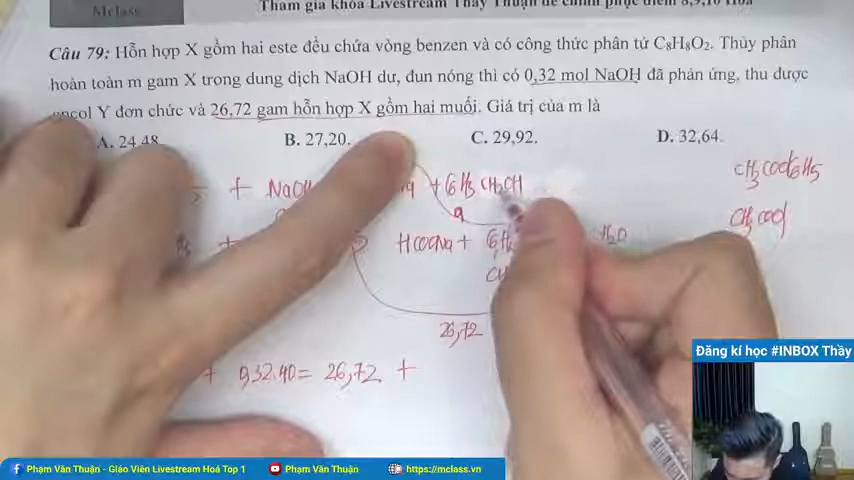 Mclass
Tham gia khóa Livestream Thầy Thuận để chinh phục điểm 8,9,10 Hóa
Câu 79: Hỗn hợp X gồm hai este đều chứa vòng benzen và có công thức phân tử C₈H₈O₂. Thủy phân
hoàn toàn m gam X trong dung dịch NaOH dư, đun nóng thì có 0,32 mol NaOH đã phản ứng, thu được
ancol Y đơn chức và 26,72 gam hỗn hợp X gồm hai muối. Giá trị của m là
A. 24,48. B. 27,20. C. 29,92. D. 32,64.
+ NaOH + C6H5 CH2OH
CH3COOC6H5
a
CH3COO
+ HCOONa + C6H5 H2O
26,72
+ 0,32.40= 26,72 +
Đăng kí học #INBOX Thầy
Phạm Văn Thuận - Giáo Viên Livestream Hoá Top 1 Phạm Văn Thuận https://mclass.vn